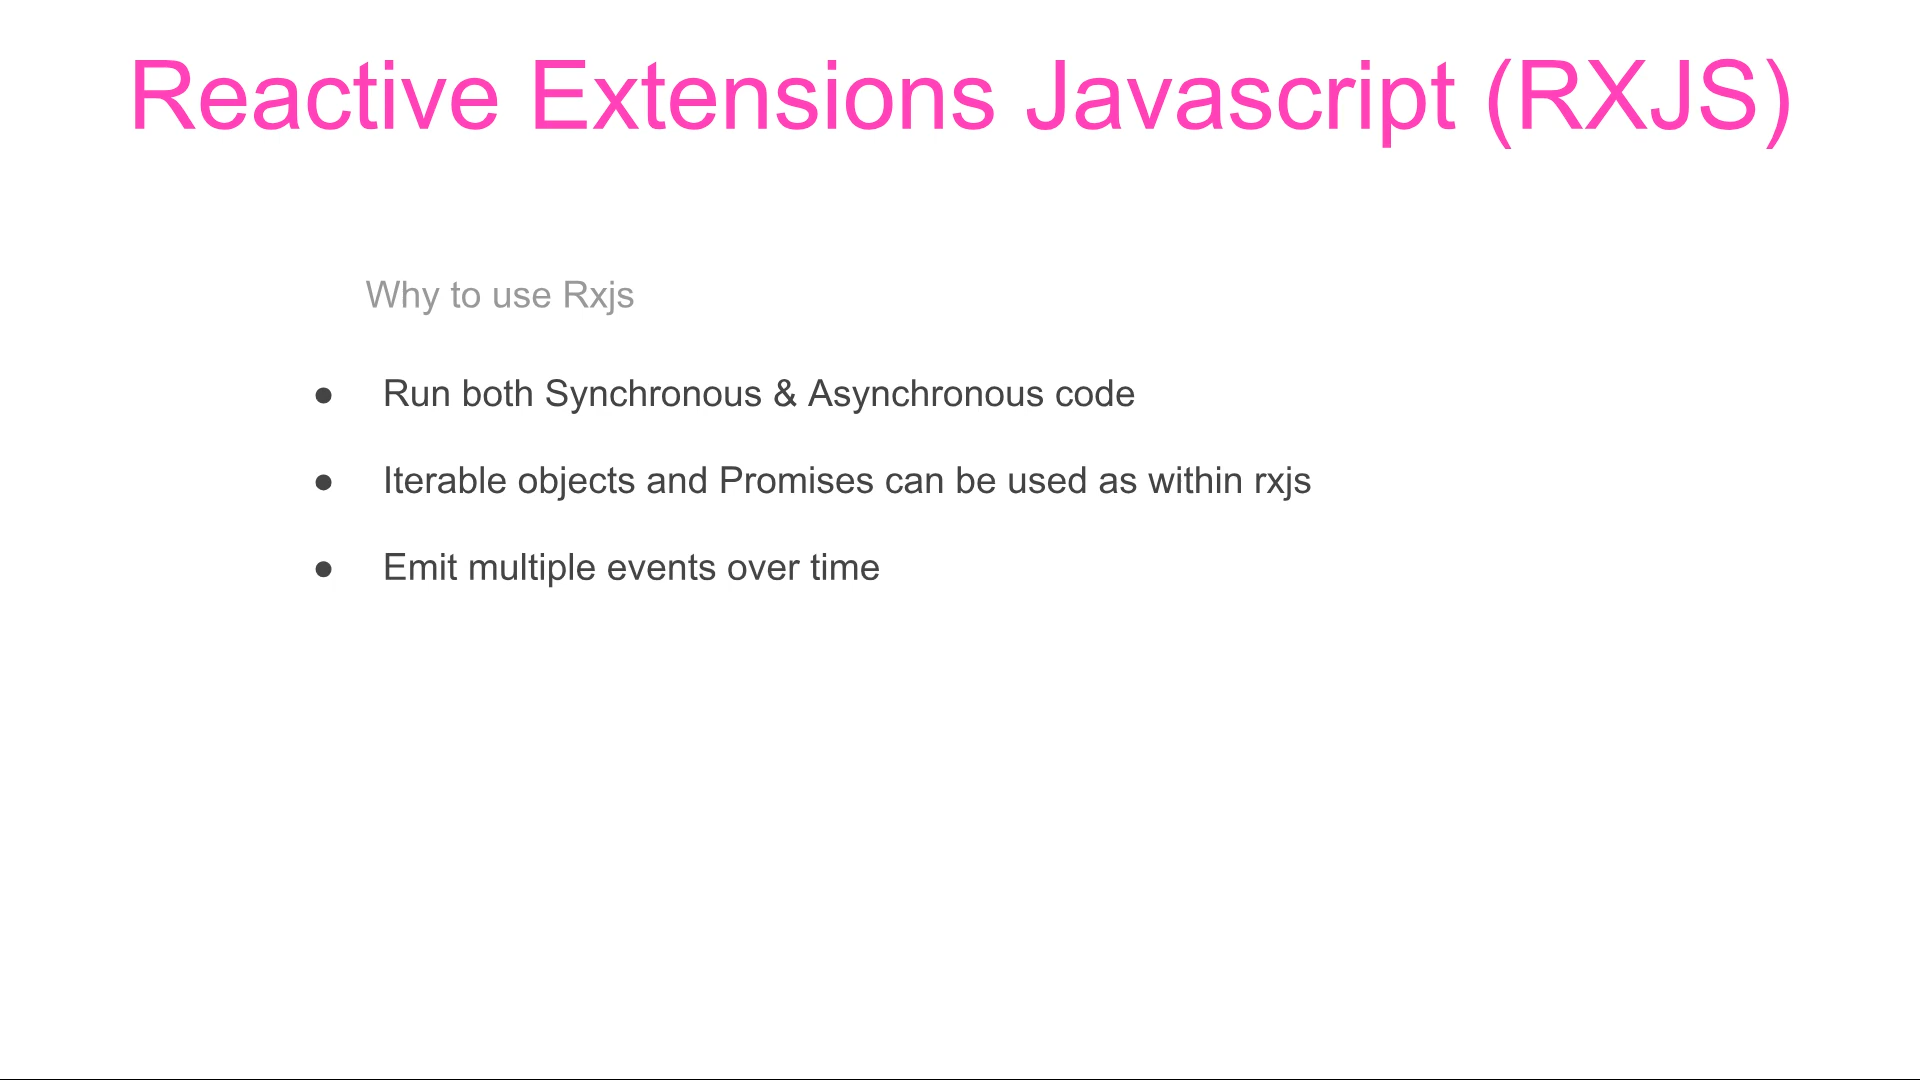 Reactive Extensions Javascript (RXJS)
Why to use Rxjs
● Run both Synchronous & Asynchronous code
● Iterable objects and Promises can be used as within rxjs
● Emit multiple events over time